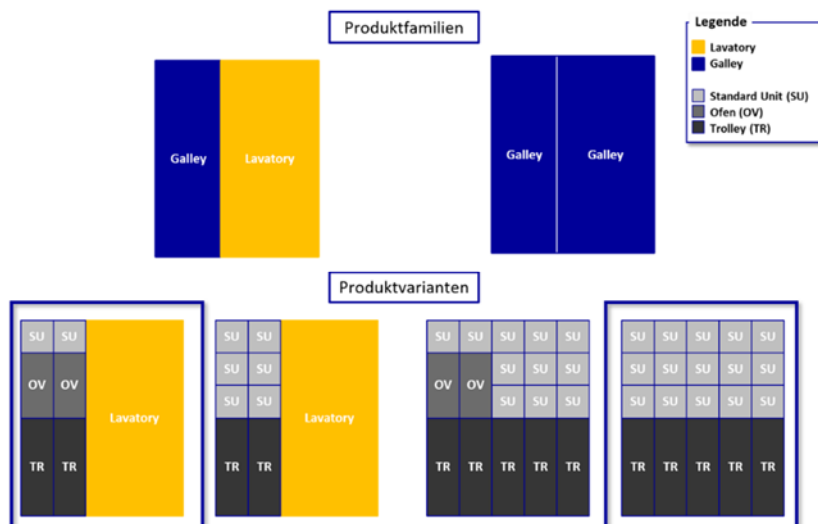 Produktfamilien
Legende
Lavatory
Galley
Standard Unit (SU)
Ofen (OV)
Trolley (TR)
Galley Lavatory
Galley Galley
Produktvarianten
SU SU
OV OV
Lavatory
TR TR
SU SU
SU SU
SU SU
Lavatory
TR TR
SU SU SU SU SU
OV OV SU SU SU
SU SU SU
TR TR TR TR TR
SU SU SU SU SU
SU SU SU SU SU
SU SU SU SU SU
TR TR TR TR TR